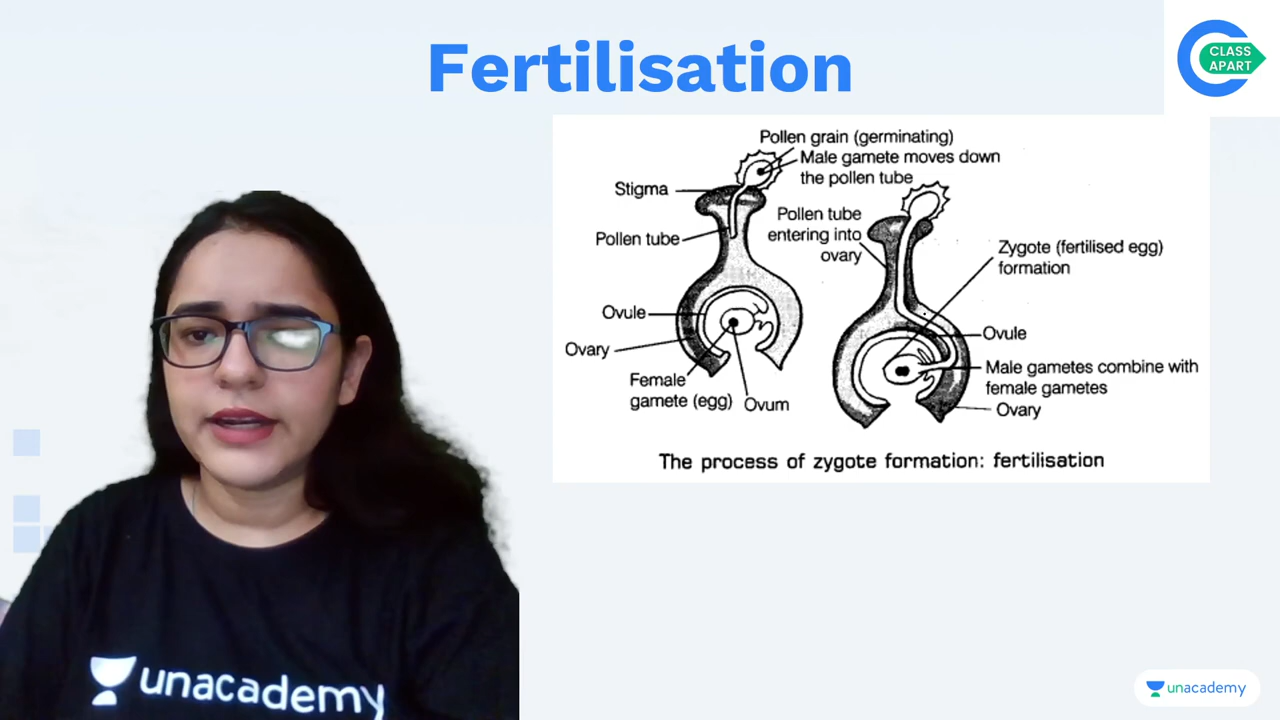 Fertilisation
CLASS
APART
Pollen grain (germinating)
Male gamete moves down
the pollen tube
Stigma
Pollen tube
Ovule
Ovary
Female
gamete (egg)
Ovum
Pollen tube
entering into
ovary
Zygote (fertilised egg)
formation
Ovule
Male gametes combine with
female gametes
Ovary
The process of zygote formation: fertilisation
unacademy
unacademy